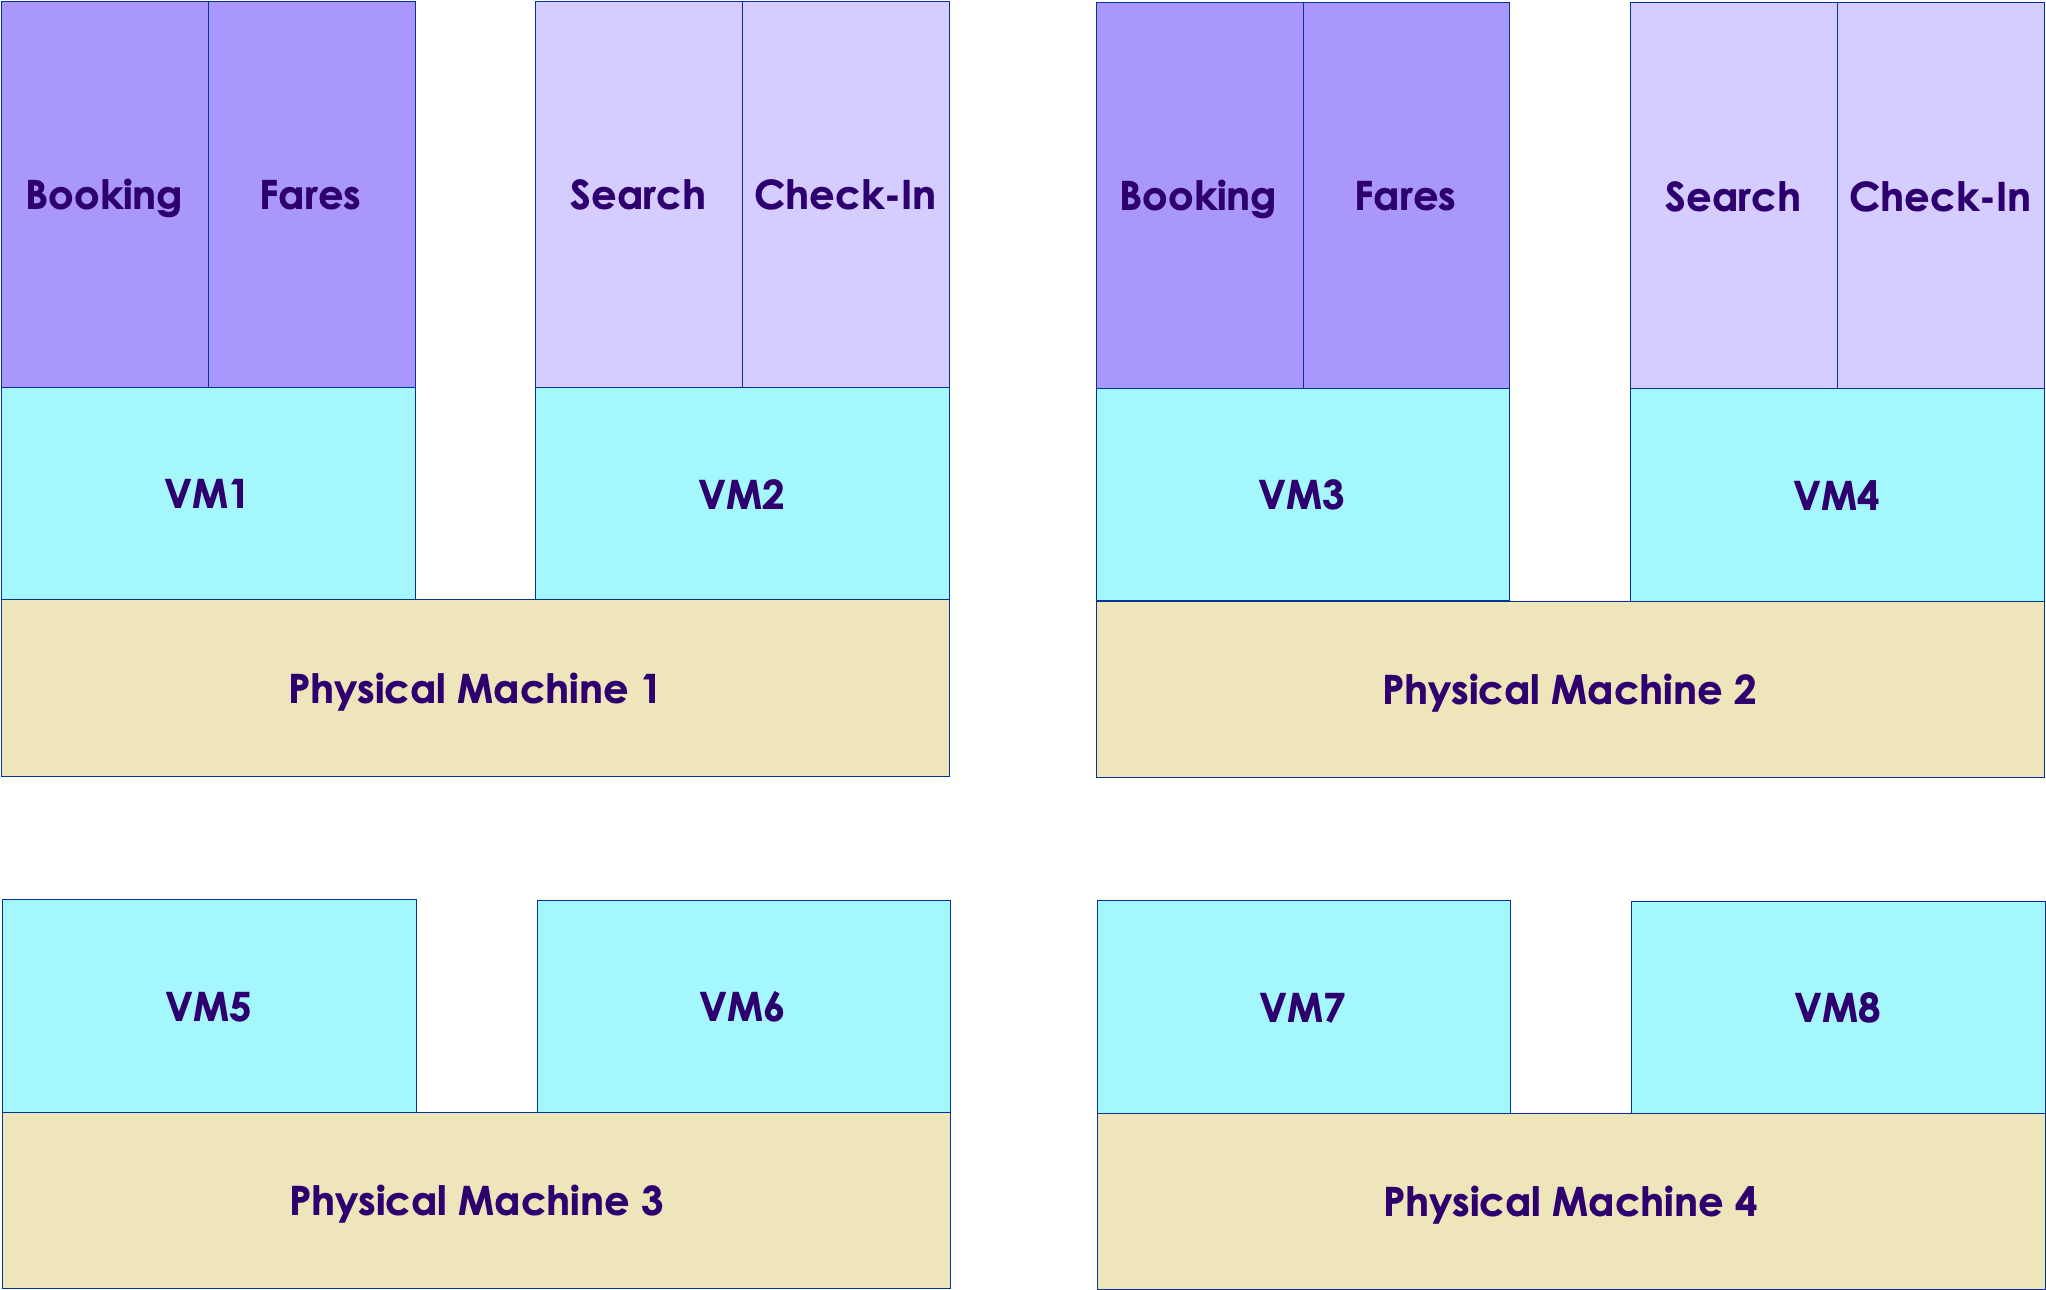 Booking
Fares
Search
Check-In
Booking
Fares
Search
Check-In
VM1
VM2
VM3
VM4
Physical Machine 1
Physical Machine 2
VM5
VM6
VM7
VM8
Physical Machine 3
Physical Machine 4